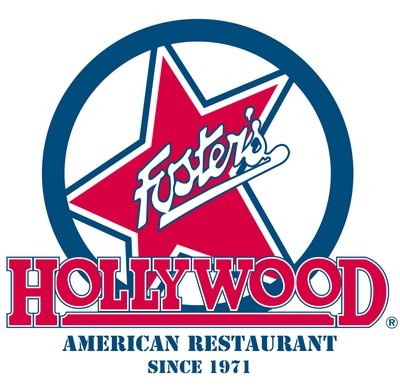 Foster's
HOLLYWOOD®
AMERICAN RESTAURANT
SINCE 1971